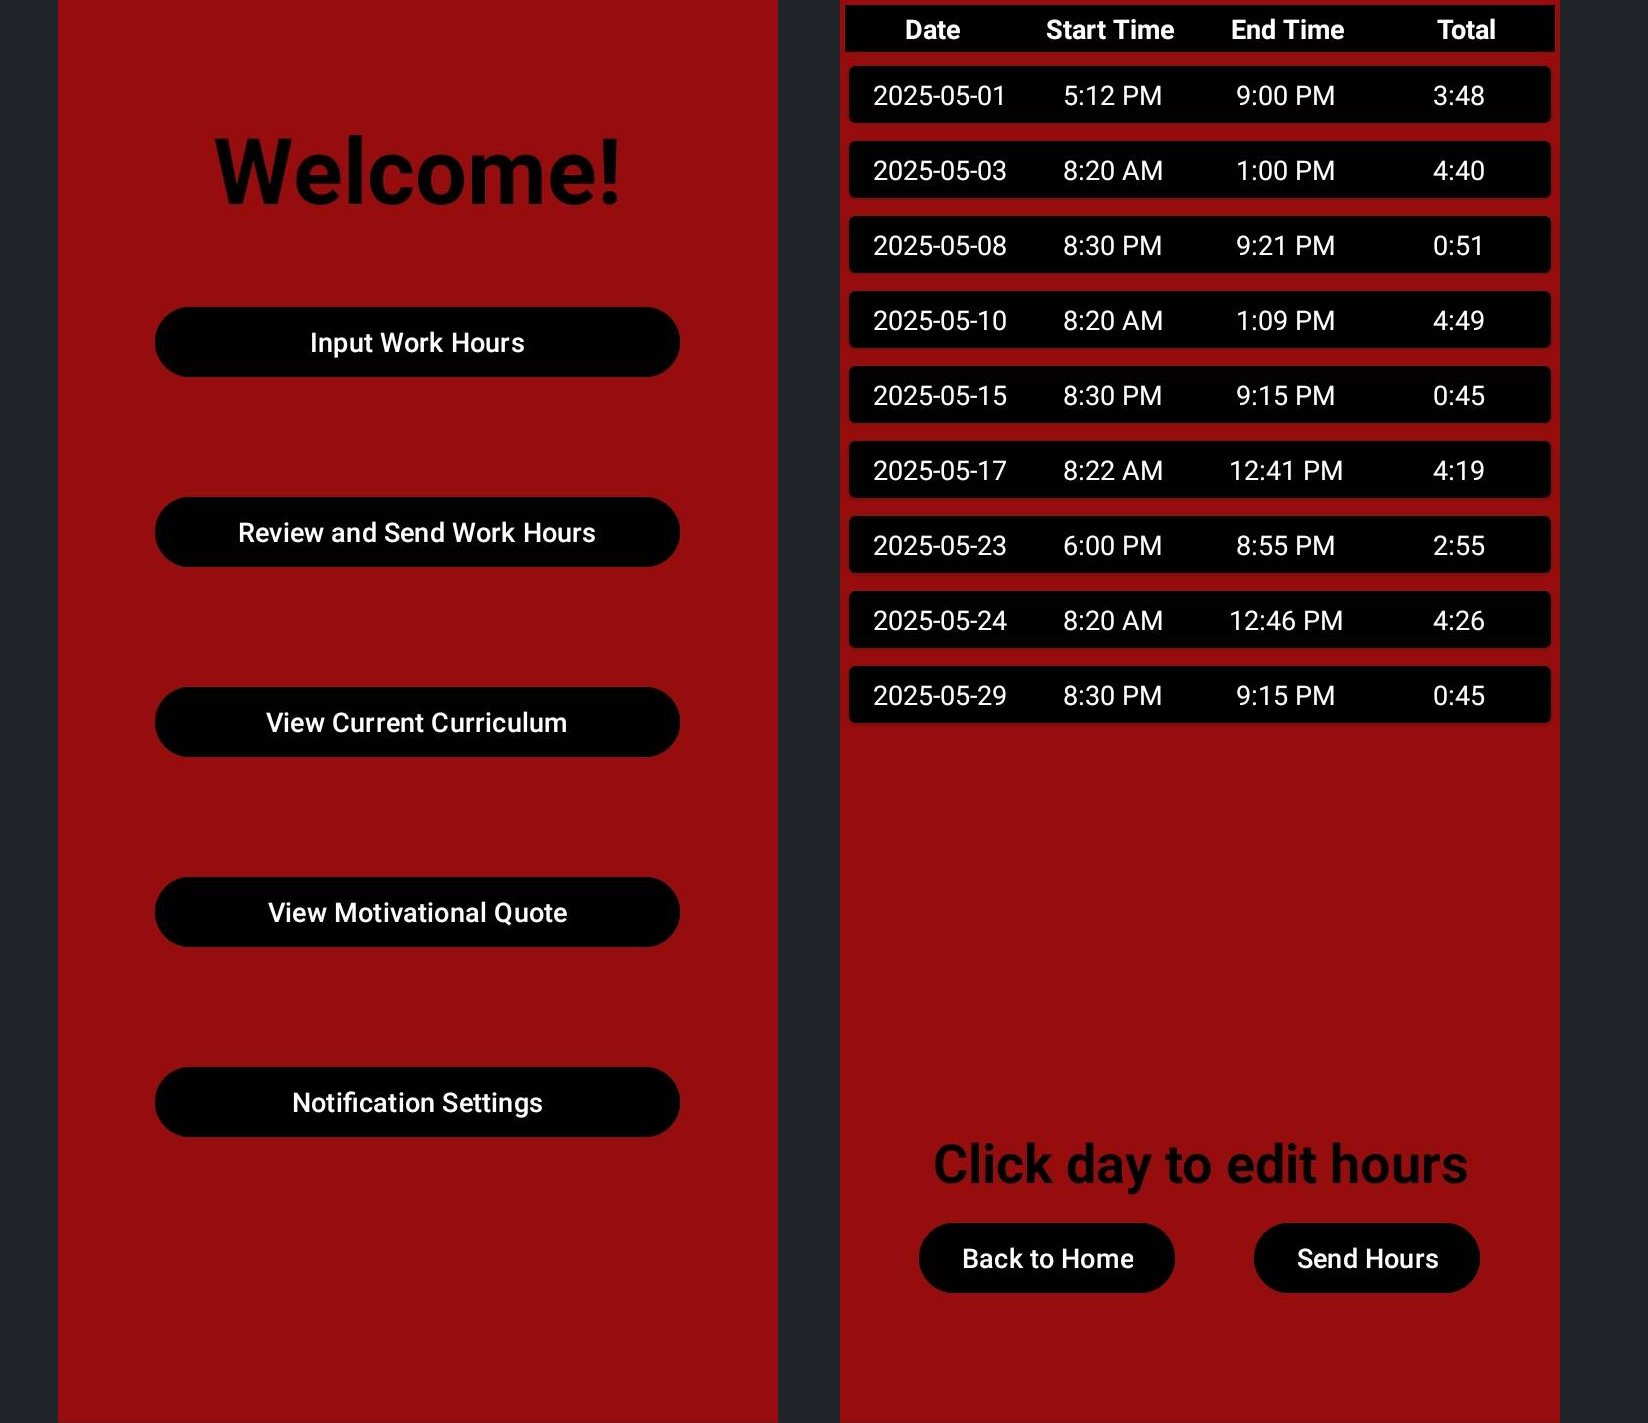 Welcome!
Input Work Hours
Review and Send Work Hours
View Current Curriculum
View Motivational Quote
Notification Settings
Date Start Time End Time Total
2025-05-01 5:12 PM 9:00 PM 3:48
2025-05-03 8:20 AM 1:00 PM 4:40
2025-05-08 8:30 PM 9:21 PM 0:51
2025-05-10 8:20 AM 1:09 PM 4:49
2025-05-15 8:30 PM 9:15 PM 0:45
2025-05-17 8:22 AM 12:41 PM 4:19
2025-05-23 6:00 PM 8:55 PM 2:55
2025-05-24 8:20 AM 12:46 PM 4:26
2025-05-29 8:30 PM 9:15 PM 0:45
Click day to edit hours
Back to Home Send Hours